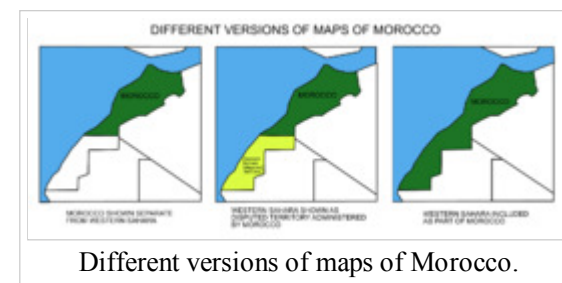 DIFFERENT VERSIONS OF MAPS OF MOROCCO
MOROCCO
MOROCCO
MOROCCO
MOROCCO SHOWN SEPARATE
FROM WESTERN SAHARA
WESTERN SAHARA SHOWN AS
DISPUTED TERRITORY ADMINISTERED
BY MOROCCO
WESTERN SAHARA INCLUDED
AS PART OF MOROCCO
Different versions of maps of Morocco.